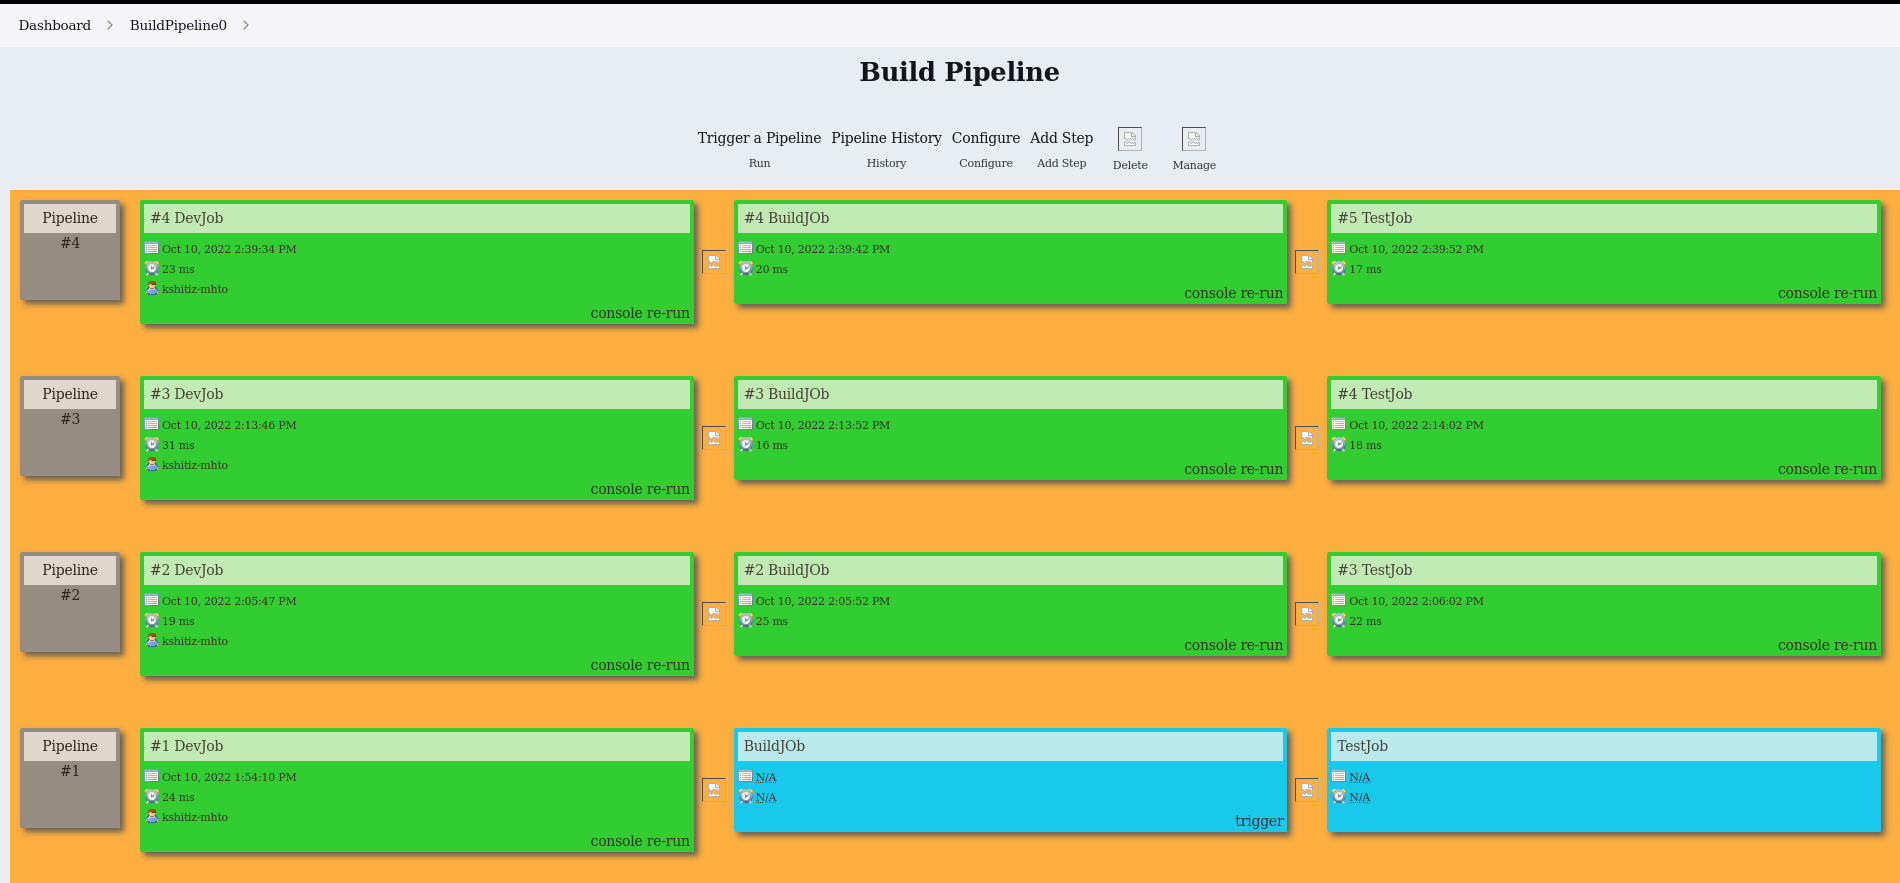 Dashboard > BuildPipeline0 >
Build Pipeline
Trigger a Pipeline Pipeline History Configure Add Step
Run History Configure Add Step Delete Manage
Pipeline
#4
#4 DevJob
Oct 10, 2022 2:39:34 PM
23 ms
kshitiz-mhto
console re-run
#4 BuildJOb
Oct 10, 2022 2:39:42 PM
20 ms
console re-run
#5 TestJob
Oct 10, 2022 2:39:52 PM
17 ms
console re-run
Pipeline
#3
#3 DevJob
Oct 10, 2022 2:13:46 PM
31 ms
kshitiz-mhto
console re-run
#3 BuildJOb
Oct 10, 2022 2:13:52 PM
16 ms
console re-run
#4 TestJob
Oct 10, 2022 2:14:02 PM
18 ms
console re-run
Pipeline
#2
#2 DevJob
Oct 10, 2022 2:05:47 PM
19 ms
kshitiz-mhto
console re-run
#2 BuildJOb
Oct 10, 2022 2:05:52 PM
25 ms
console re-run
#3 TestJob
Oct 10, 2022 2:06:02 PM
22 ms
console re-run
Pipeline
#1
#1 DevJob
Oct 10, 2022 1:54:10 PM
24 ms
kshitiz-mhto
console re-run
BuildJOb
N/A
N/A
trigger
TestJob
N/A
N/A